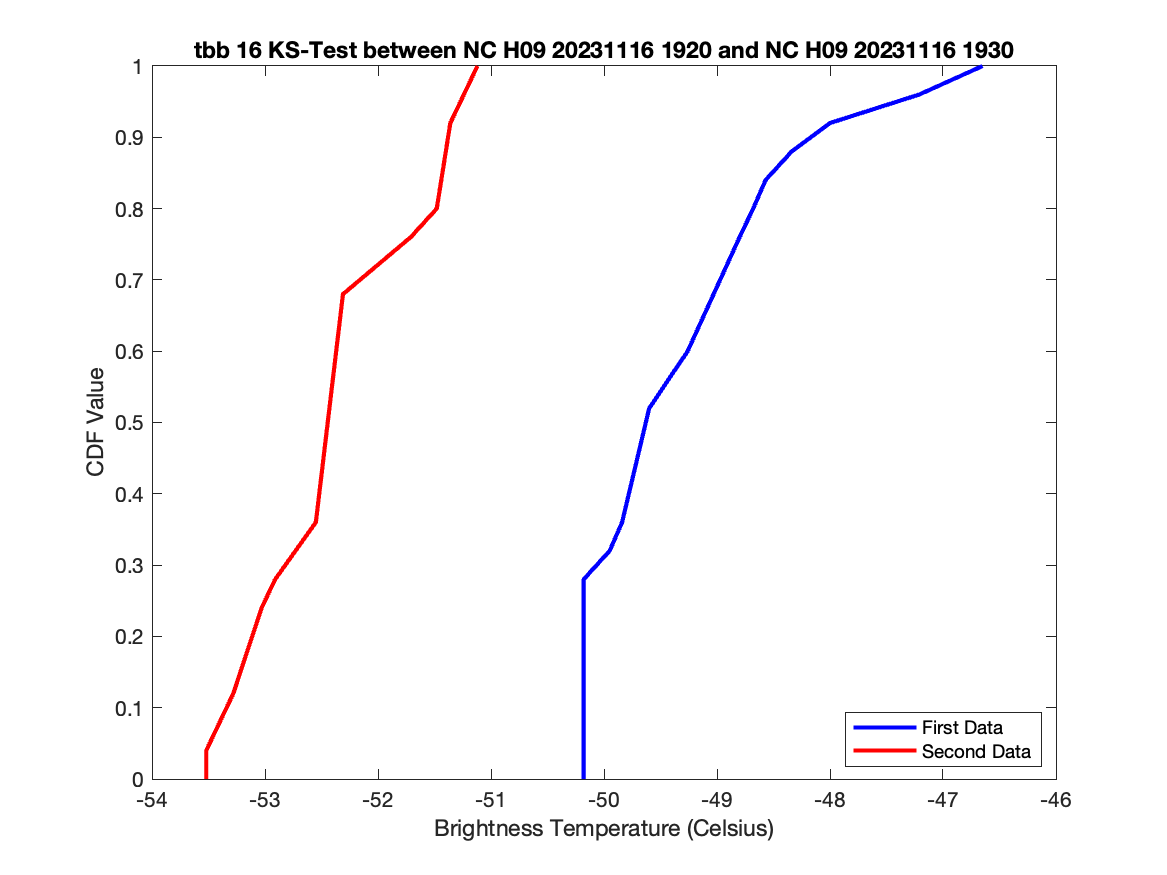 tbb 16 KS-Test between NC H09 20231116 1920 and NC H09 20231116 1930
1
0.9
0.8
0.7
0.6
0.5
0.4
0.3
0.2
0.1
0
CDF Value
-54 -53 -52 -51 -50 -49 -48 -47 -46
Brightness Temperature (Celsius)
First Data
Second Data